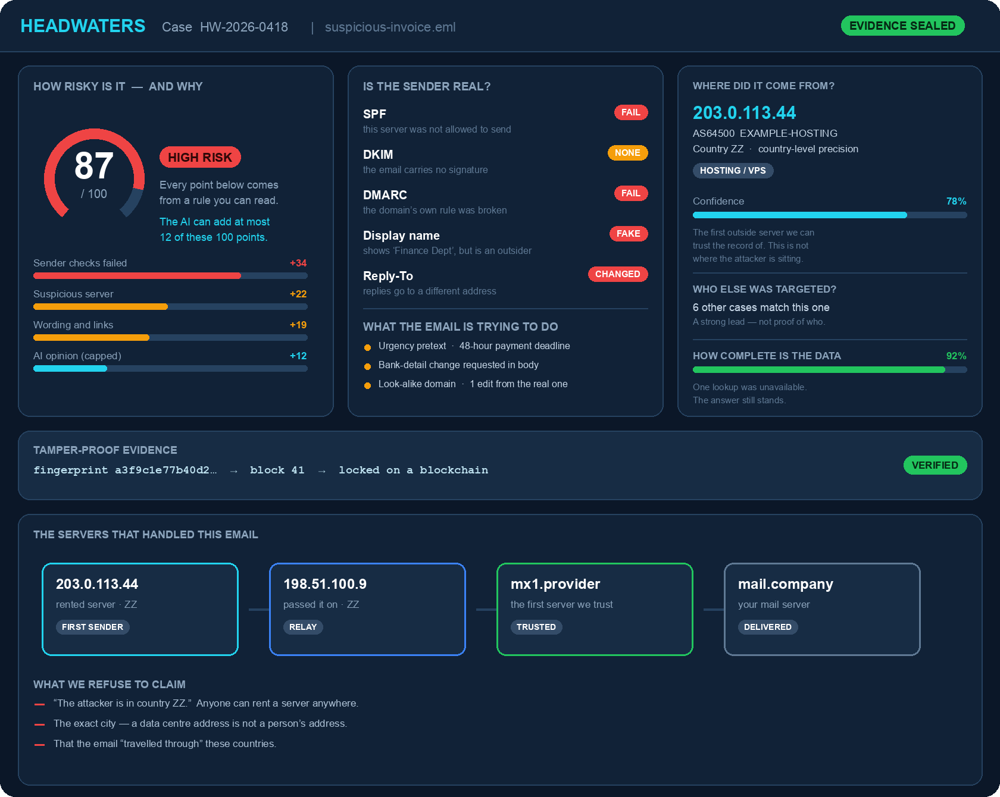 HEADWATERS Case HW-2026-0418 | suspicious-invoice.eml EVIDENCE SEALED
HOW RISKY IS IT — AND WHY
87
/ 100
HIGH RISK
Every point below comes
from a rule you can read.
The AI can add at most
12 of these 100 points.
Sender checks failed +34
Suspicious server +22
Wording and links +19
AI opinion (capped) +12
IS THE SENDER REAL?
SPF FAIL
this server was not allowed to send
DKIM NONE
the email carries no signature
DMARC FAIL
the domain’s own rule was broken
Display name FAKE
shows ‘Finance Dept’, but is an outsider
Reply-To CHANGED
replies go to a different address
WHAT THE EMAIL IS TRYING TO DO
Urgency pretext · 48-hour payment deadline
Bank-detail change requested in body
Look-alike domain · 1 edit from the real one
WHERE DID IT COME FROM?
203.0.113.44
AS64500 EXAMPLE-HOSTING
Country ZZ · country-level precision
HOSTING / VPS
Confidence 78%
The first outside server we can
trust the record of. This is not
where the attacker is sitting.
WHO ELSE WAS TARGETED?
6 other cases match this one
A strong lead — not proof of who.
HOW COMPLETE IS THE DATA 92%
One lookup was unavailable.
The answer still stands.
TAMPER-PROOF EVIDENCE
fingerprint a3f9c1e77b40d2… → block 41 → locked on a blockchain
VERIFIED
THE SERVERS THAT HANDLED THIS EMAIL
203.0.113.44
rented server · ZZ
FIRST SENDER
198.51.100.9
passed it on · ZZ
RELAY
mx1.provider
the first server we trust
TRUSTED
mail.company
your mail server
DELIVERED
WHAT WE REFUSE TO CLAIM
— “The attacker is in country ZZ.” Anyone can rent a server anywhere.
— The exact city — a data centre address is not a person’s address.
— That the email “travelled through” these countries.